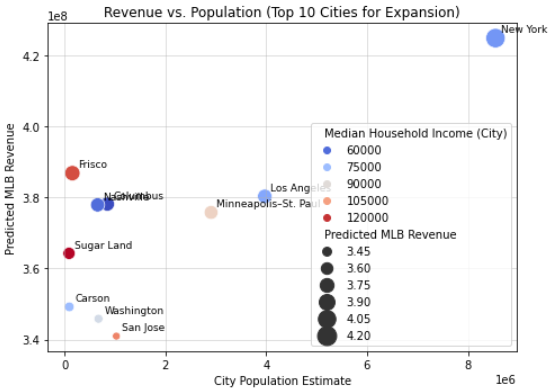 Revenue vs. Population (Top 10 Cities for Expansion)
1e8
New York
4.2
4.0
Frisco
Los Angeles
Nashville
Columbus
3.8
Minneapolis–St. Paul
Sugar Land
3.6
Carson
Washington
San Jose
3.4
Predicted MLB Revenue
Median Household Income (City)
60000
75000
90000
105000
120000
Predicted MLB Revenue
3.45
3.60
3.75
3.90
4.05
4.20
0
2
4
6
8
1e6
City Population Estimate